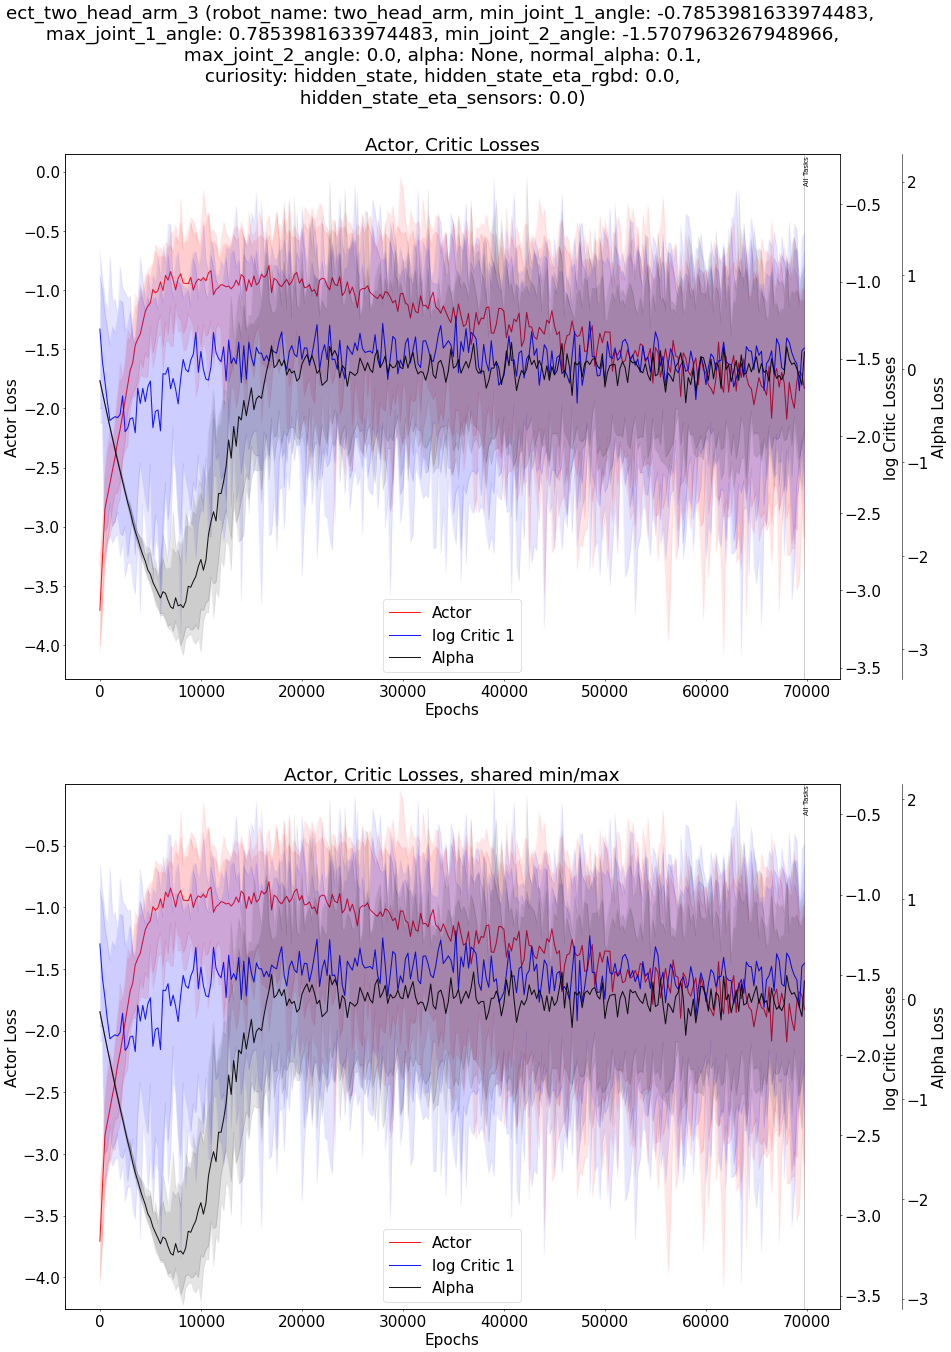 ect_two_head_arm_3 (robot_name: two_head_arm, min_joint_1_angle: -0.7853981633974483,
max_joint_1_angle: 0.7853981633974483, min_joint_2_angle: -1.5707963267948966,
max_joint_2_angle: 0.0, alpha: None, normal_alpha: 0.1,
curiosity: hidden_state, hidden_state_eta_rgbd: 0.0,
hidden_state_eta_sensors: 0.0)
Actor, Critic Losses
All Tasks
0.0
−0.5
−1.0
−1.5
−2.0
−2.5
−3.0
−3.5
−4.0
Actor Loss
−0.5
−1.0
−1.5
−2.0
−2.5
−3.0
−3.5
log Critic Losses
2
1
0
−1
−2
−3
Alpha Loss
Actor
log Critic 1
Alpha
0 10000 20000 30000 40000 50000 60000 70000
Epochs
Actor, Critic Losses, shared min/max
All Tasks
−0.5
−1.0
−1.5
−2.0
−2.5
−3.0
−3.5
−4.0
Actor Loss
−0.5
−1.0
−1.5
−2.0
−2.5
−3.0
−3.5
log Critic Losses
2
1
0
−1
−2
−3
Alpha Loss
Actor
log Critic 1
Alpha
0 10000 20000 30000 40000 50000 60000 70000
Epochs